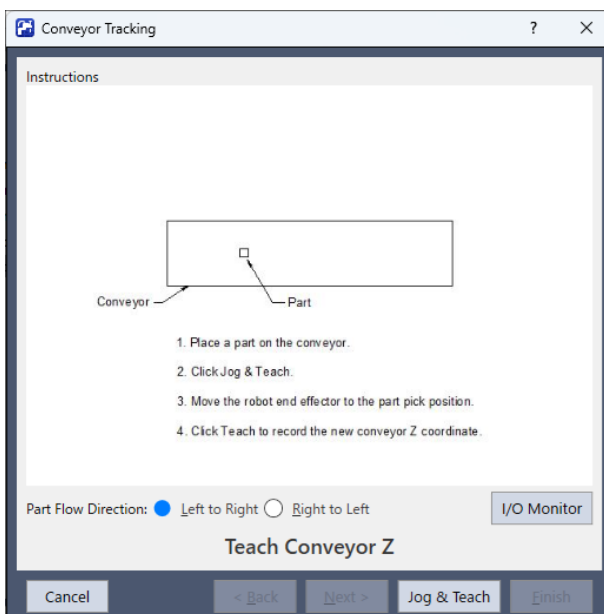 Conveyor Tracking
?
Instructions
Conveyor
Part
1. Place a part on the conveyor.
2. Click Jog & Teach.
3. Move the robot end effector to the part pick position.
4. Click Teach to record the new conveyor Z coordinate.
Part Flow Direction: Left to Right Right to Left I/O Monitor
Teach Conveyor Z
Cancel < Back Next > Jog & Teach Finish